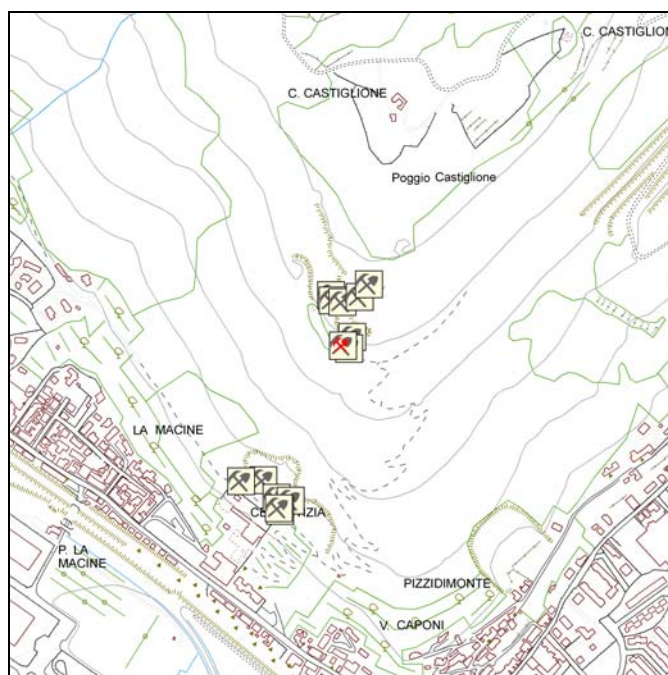 C. CASTIGLION
C. CASTIGLIONE
Poggio Castiglione
LA MACINE
P. LA
MACINE
PIZZIDIMONTE
V. CAPONI